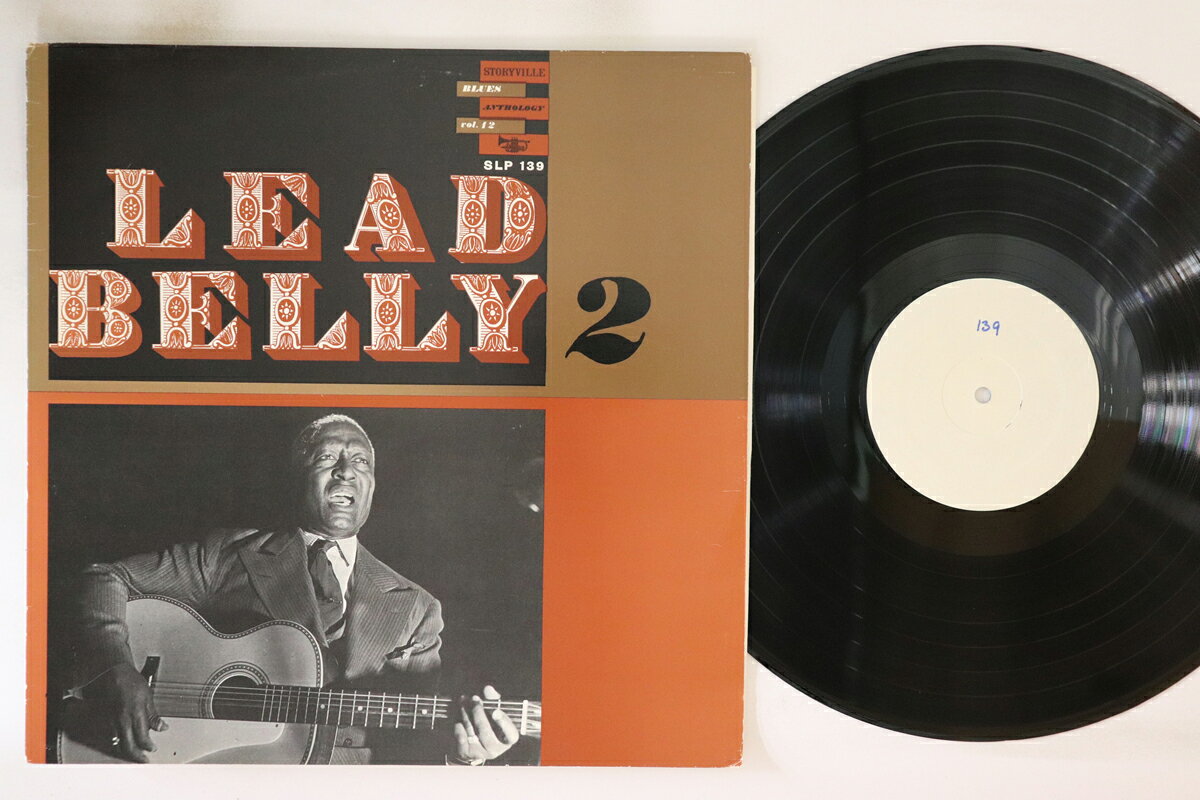 STORYVILLE
BLUES
ANTHOLOGY
vol. 12
SLP 139
LEAD
BELLY 2
139